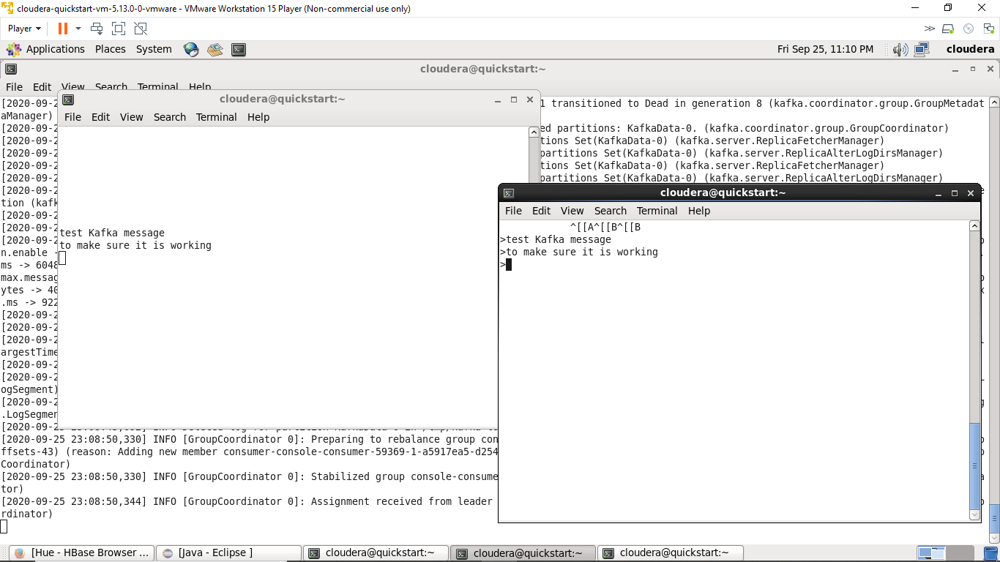 cloudera-quickstart-vm-5.13.0-0-vmware - VMware Workstation 15 Player (Non-commercial use only)
Player
Applications Places System Fri Sep 25, 11:10 PM cloudera
cloudera@quickstart:~
File Edit View Search Terminal Help
[2020-09-2
1 transitioned to Dead in generation 8 (kafka.coordinator.group.GroupMetadat
aManager)
[2020-09-2
ed partitions: KafkaData-0. (kafka.coordinator.group.GroupCoordinator)
[2020-09-2
tions Set(KafkaData-0) (kafka.server.ReplicaFetcherManager)
[2020-09-2
partitions Set(KafkaData-0) (kafka.server.ReplicaAlterLogDirsManager)
[2020-09-2
tions Set(KafkaData-0) (kafka.server.ReplicaFetcherManager)
[2020-09-2
partitions Set(KafkaData-0) (kafka.server.ReplicaAlterLogDirsManager)
[2020-09-2
tion (kafk
[2020-09-2
[2020-09-2
[2020-09-2
n.enable -
ms -> 6048
max.messag
ytes -> 40
.ms -> 922
[2020-09-2
[2020-09-2
[2020-09-2
argestTime
[2020-09-2
[2020-09-2
ogSegment)
[2020-09-2
.LogSegmen
[2020-09-25 23:08:50,330] INFO [GroupCoordinator 0]: Preparing to rebalance group con
ffsets-43) (reason: Adding new member consumer-console-consumer-59369-1-a5917ea5-d254
Coordinator)
[2020-09-25 23:08:50,330] INFO [GroupCoordinator 0]: Stabilized group console-consume
tor)
[2020-09-25 23:08:50,344] INFO [GroupCoordinator 0]: Assignment received from leader
rdinator)
cloudera@quickstart:~
File Edit View Search Terminal Help
test Kafka message
to make sure it is working
cloudera@quickstart:~
File Edit View Search Terminal Help
^[[A^[[B^[[B
>test Kafka message
>to make sure it is working
>
[Hue - HBase Browser ... [Java - Eclipse ] cloudera@quickstart:~ cloudera@quickstart:~ cloudera@quickstart:~